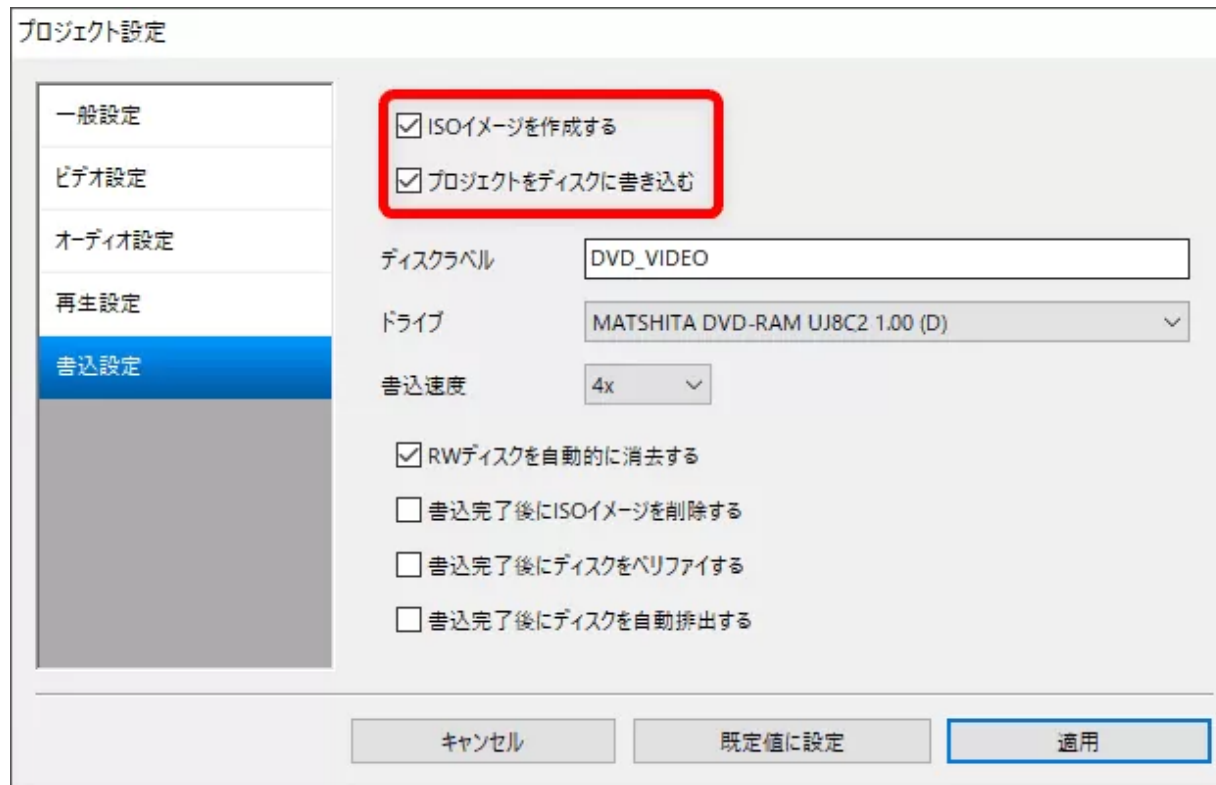 プロジェクト設定
一般設定
ビデオ設定
オーディオ設定
再生設定
書込設定
ISOイメージを作成する
プロジェクトをディスクに書き込む
ディスクラベル DVD_VIDEO
ドライブ MATSHITA DVD-RAM UJ8C2 1.00 (D)
書込速度 4x
RWディスクを自動的に消去する
書込完了後にISOイメージを削除する
書込完了後にディスクをベリファイする
書込完了後にディスクを自動排出する
キャンセル 既定値に設定 適用